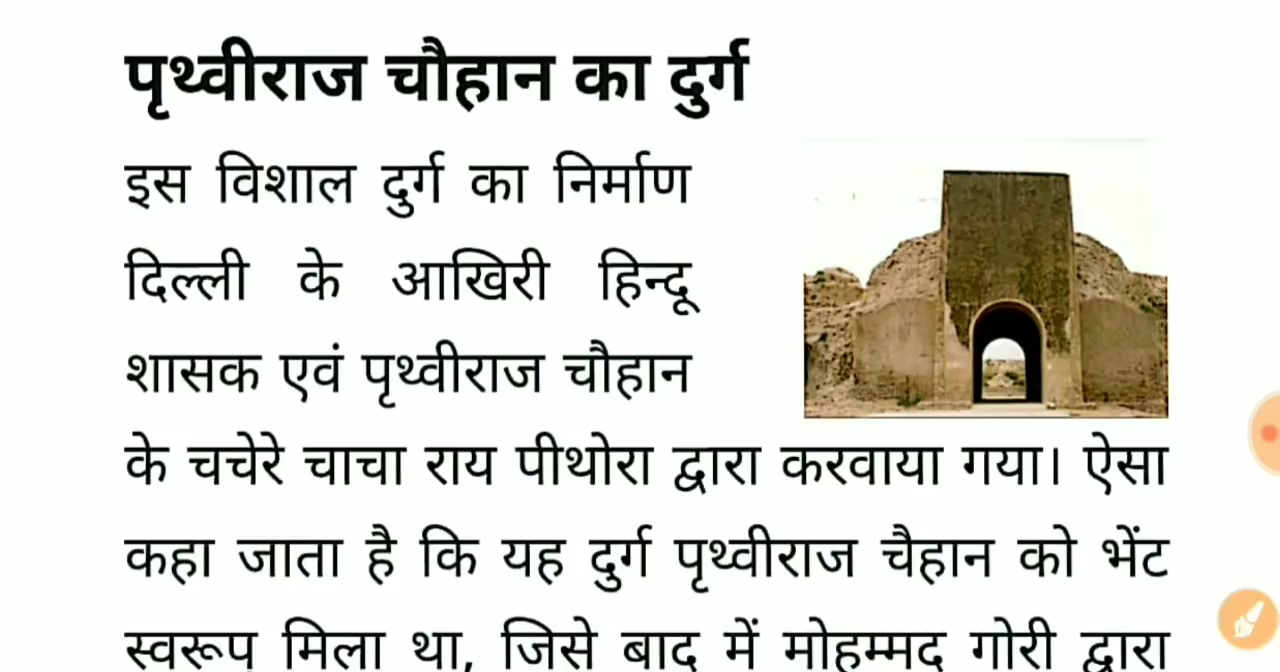 पृथ्वीराज चौहान का दुर्ग
इस विशाल दुर्ग का निर्माण
दिल्ली के आखिरी हिन्दू
शासक एवं पृथ्वीराज चौहान
के चचेरे चाचा राय पीथोरा द्वारा करवाया गया। ऐसा
कहा जाता है कि यह दुर्ग पृथ्वीराज चैहान को भेंट
स्वरूप मिला था, जिसे बाद में मोहम्मद गोरी द्वारा